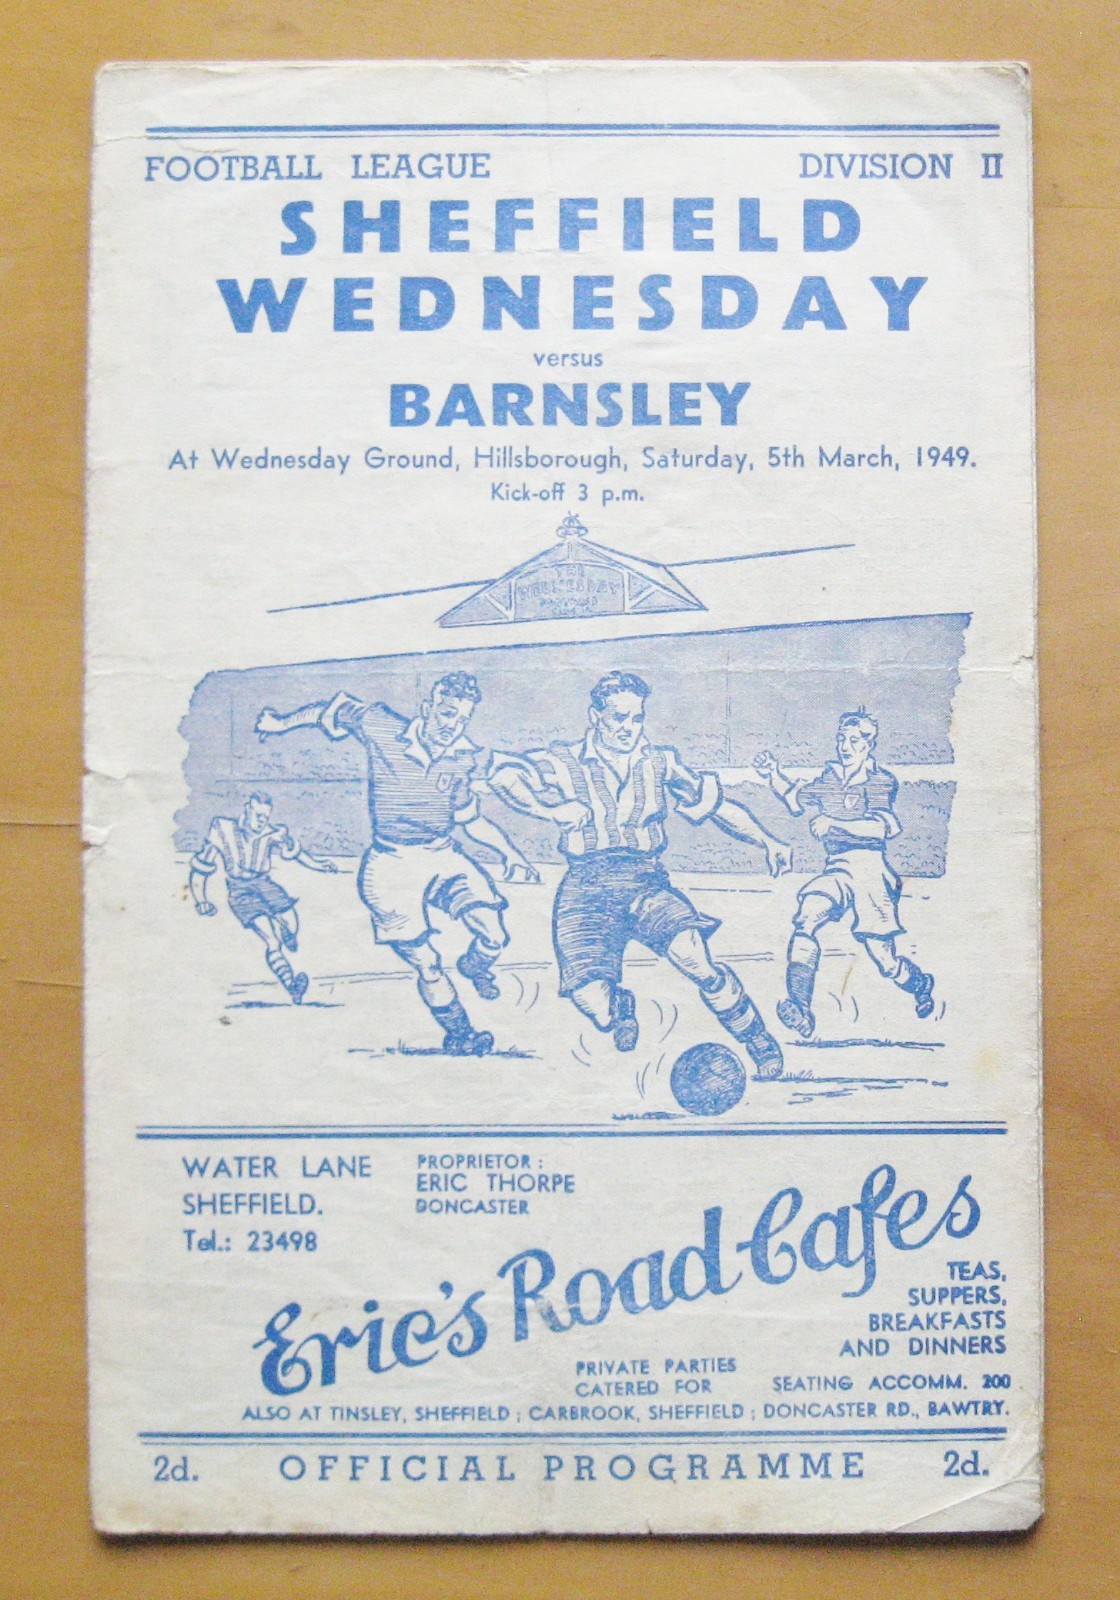 FOOTBALL LEAGUE DIVISION II
SHEFFIELD
WEDNESDAY
versus
BARNSLEY
At Wednesday Ground, Hillsborough, Saturday, 5th March, 1949.
Kick-off 3 p.m.
THE
WEDNESDAY
WATER LANE
SHEFFIELD.
Tel.: 23498
PROPRIETOR :
ERIC THORPE
DONCASTER
Eric's Road Cafes
TEAS,
SUPPERS,
BREAKFASTS
AND DINNERS
PRIVATE PARTIES
CATERED FOR
SEATING ACCOMM. 200
ALSO AT TINSLEY, SHEFFIELD ; CARBROOK, SHEFFIELD ; DONCASTER RD., BAWTRY.
2d. OFFICIAL PROGRAMME 2d.